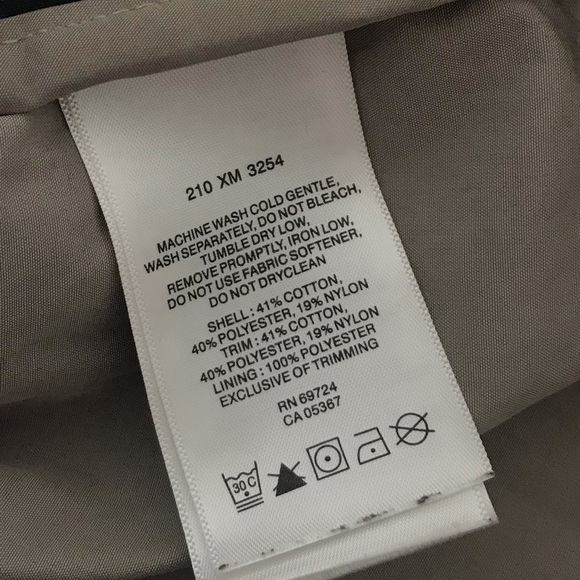 210 XM 3254
MACHINE WASH COLD GENTLE,
WASH SEPARATELY, DO NOT BLEACH,
TUMBLE DRY LOW,
REMOVE PROMPTLY, IRON LOW,
DO NOT USE FABRIC SOFTENER,
DO NOT DRYCLEAN
SHELL : 41% COTTON,
40% POLYESTER, 19% NYLON
TRIM : 41% COTTON,
40% POLYESTER, 19% NYLON
LINING : 100% POLYESTER
EXCLUSIVE OF TRIMMING
RN 69724
CA 05367
30C